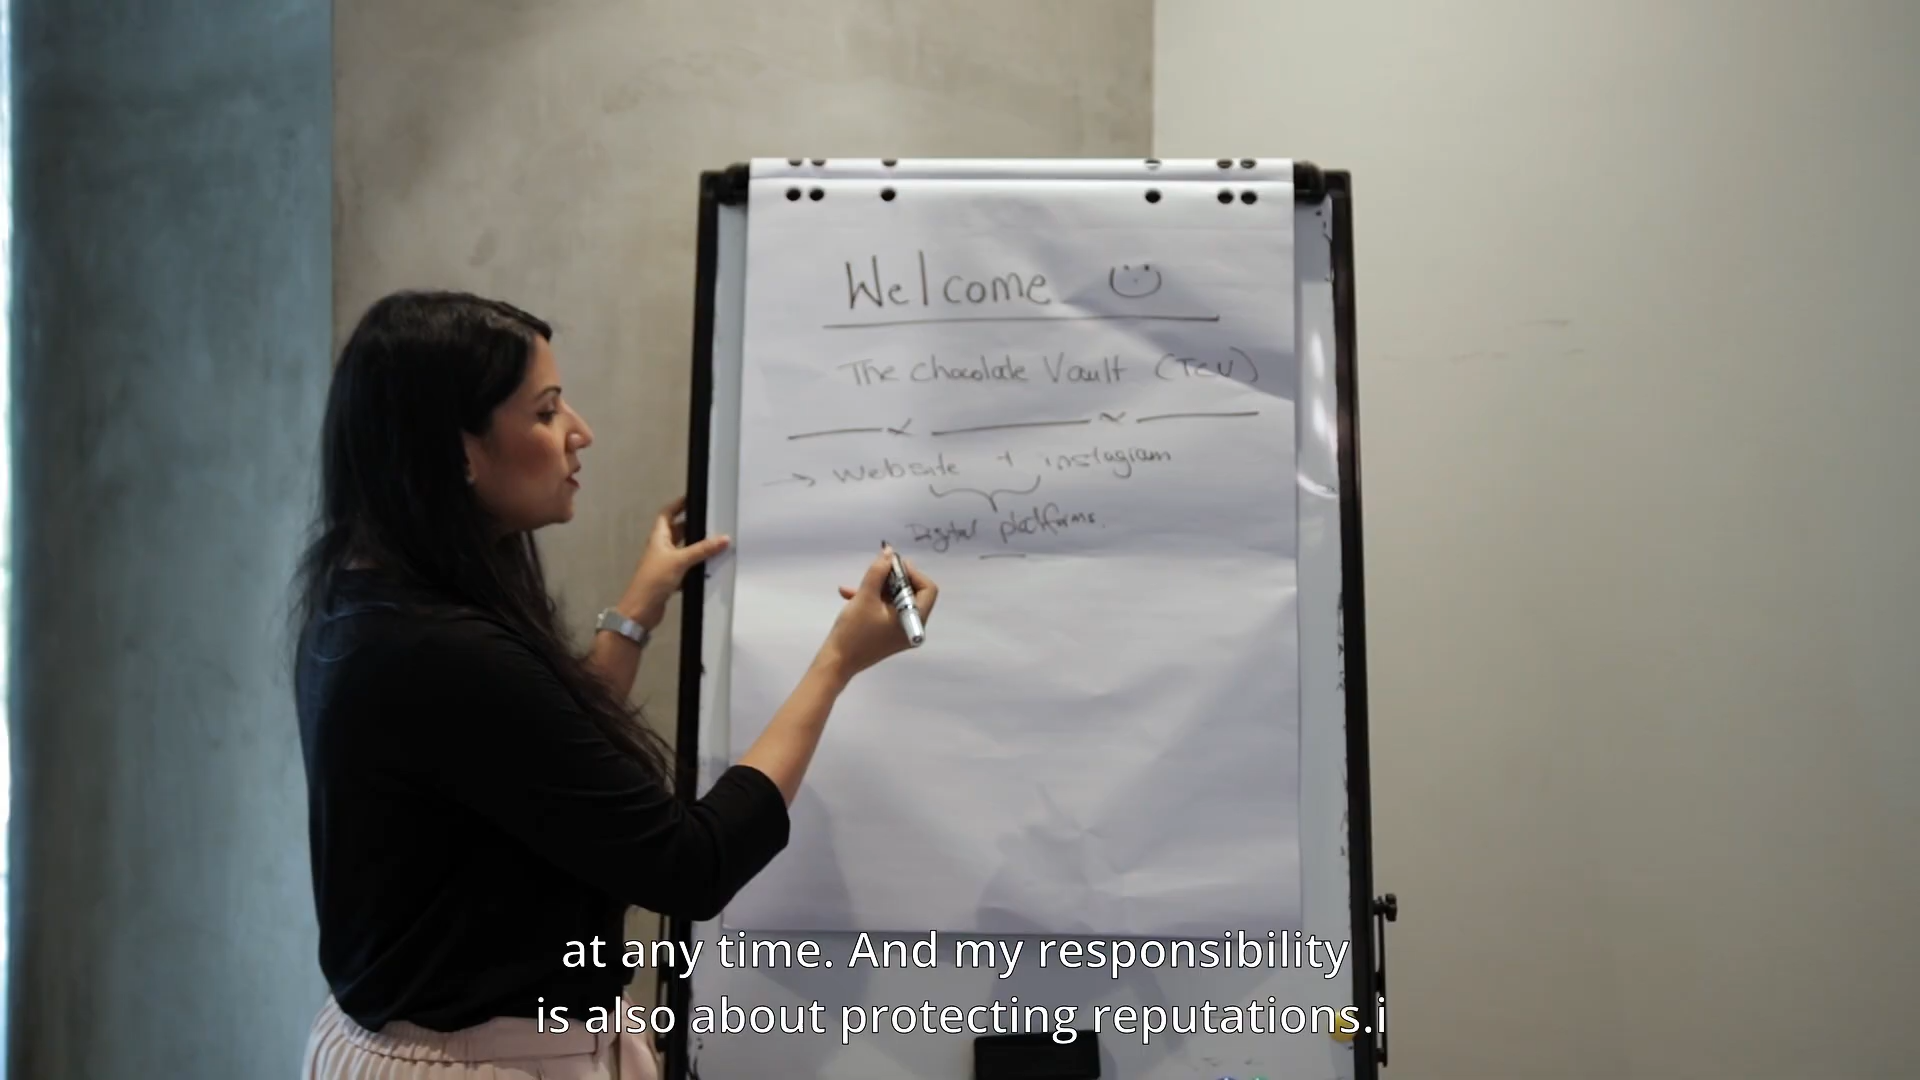 Welcome
The Chocolate Vault (TCV)
→ Website + instagram
Digital platforms.
at any time. And my responsibility
is also about protecting reputations.i